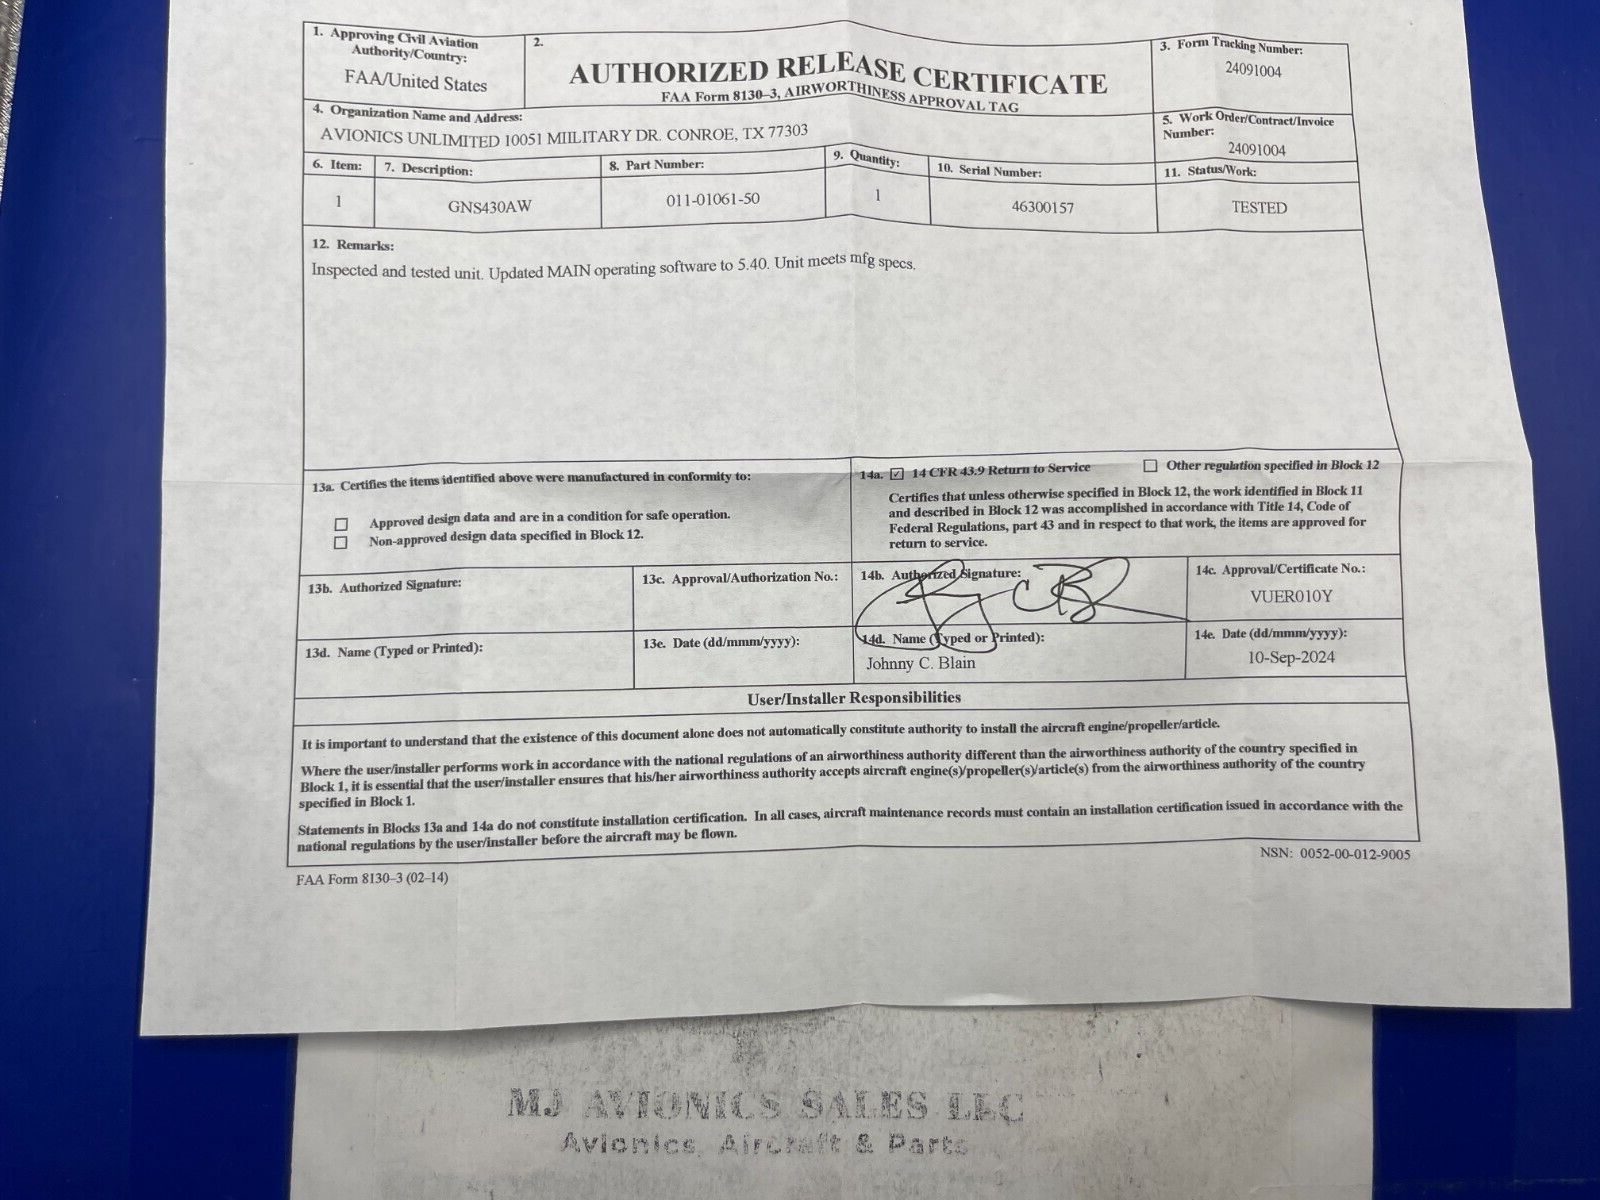 1. Approving Civil Aviation
Authority/Country:
FAA/United States
2.
AUTHORIZED RELEASE CERTIFICATE
FAA Form 8130–3, AIRWORTHINESS APPROVAL TAG
3. Form Tracking Number:
24091004
4. Organization Name and Address:
AVIONICS UNLIMITED 10051 MIILITARY DR. CONROE, TX 77303
5. Work Order/Contract/Invoice
Number:
24091004
6. Item: 7. Description: 8. Part Number: 9. Quantity: 10. Serial Number: 11. Status/Work:
1 GNS430AW 011-01061-50 1 46300157 TESTED
12. Remarks:
Inspected and tested unit. Updated MAIN operating software to 5.40. Unit meets mfg specs.
13a. Certifies the items identified above were manufactured in conformity to:
Approved design data and are in a condition for safe operation.
Non-approved design data specified in Block 12.
14a. 14 CFR 43.9 Return to Service Other regulation specified in Block 12
Certifies that unless otherwise specified in Block 12, the work identified in Block 11
and described in Block 12 was accomplished in accordance with Title 14, Code of
Federal Regulations, part 43 and in respect to that work, the items are approved for
return to service.
13b. Authorized Signature: 13c. Approval/Authorization No.: 14b. Authorized Signature: 14c. Approval/Certificate No.:
VUER010Y
13d. Name (Typed or Printed): 13e. Date (dd/mmm/yyyy): 14d. Name (Typed or Printed): 14e. Date (dd/mmm/yyyy):
Johnny C. Blain 10-Sep-2024
User/Installer Responsibilities
It is important to understand that the existence of this document alone does not automatically constitute authority to install the aircraft engine/propeller/article.
Where the user/installer performs work in accordance with the national regulations of an airworthiness authority different than the airworthiness authority of the country specified in
Block 1, it is essential that the user/installer ensures that his/her airworthiness authority accepts aircraft engine(s)/propeller(s)/article(s) from the airworthiness authority of the country
specified in Block 1.
Statements in Blocks 13a and 14a do not constitute installation certification. In all cases, aircraft maintenance records must contain an installation certification issued in accordance with the
national regulations by the user/installer before the aircraft may be flown.
FAA Form 8130–3 (02-14)
NSN: 0052-00-012-9005
MJ AVIONICS SALES LLC
Avionics, Aircraft & Parts